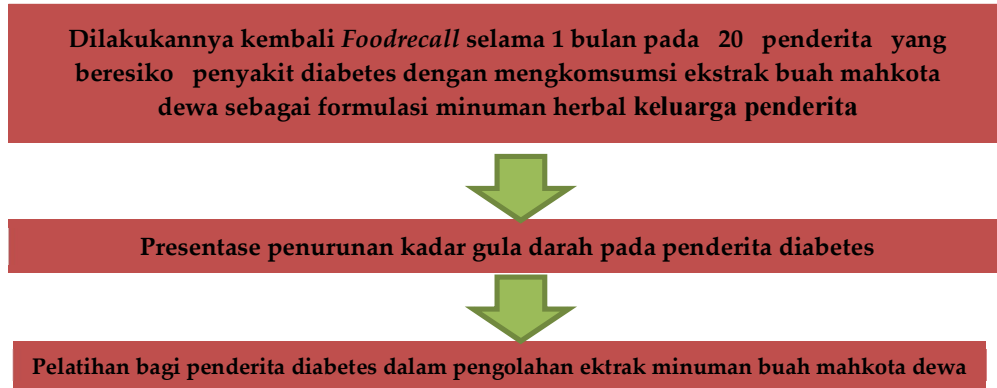 Dilakukannya kembali Foodrecall selama 1 bulan pada 20 penderita yang
beresiko penyakit diabetes dengan mengkomsumsi ekstrak buah mahkota
dewa sebagai formulasi minuman herbal keluarga penderita
Presentase penurunan kadar gula darah pada penderita diabetes
Pelatihan bagi penderita diabetes dalam pengolahan ektrak minuman buah mahkota dewa